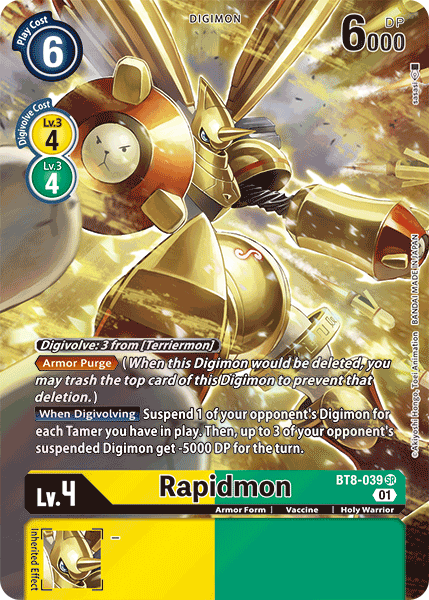 DIGIMON
Play Cost
6
DP
6000
Digivolve Cost
Lv.3
4
Lv.3
4
Digivolve: 3 from [Terriermon]
Armor Purge (When this Digimon would be deleted, you
may trash the top card of this Digimon to prevent that
deletion.)
When Digivolving Suspend 1 of your opponent's Digimon for
each Tamer you have in play. Then, up to 3 of your opponent's
suspended Digimon get -5000 DP for the turn.
Lv.4
Rapidmon
BT8-039 SR
01
Armor Form | Vaccine | Holy Warrior
Inherited Effect
-
©Akiyoshi Hongo, Toei Animation BANDAI MADE IN JAPAN